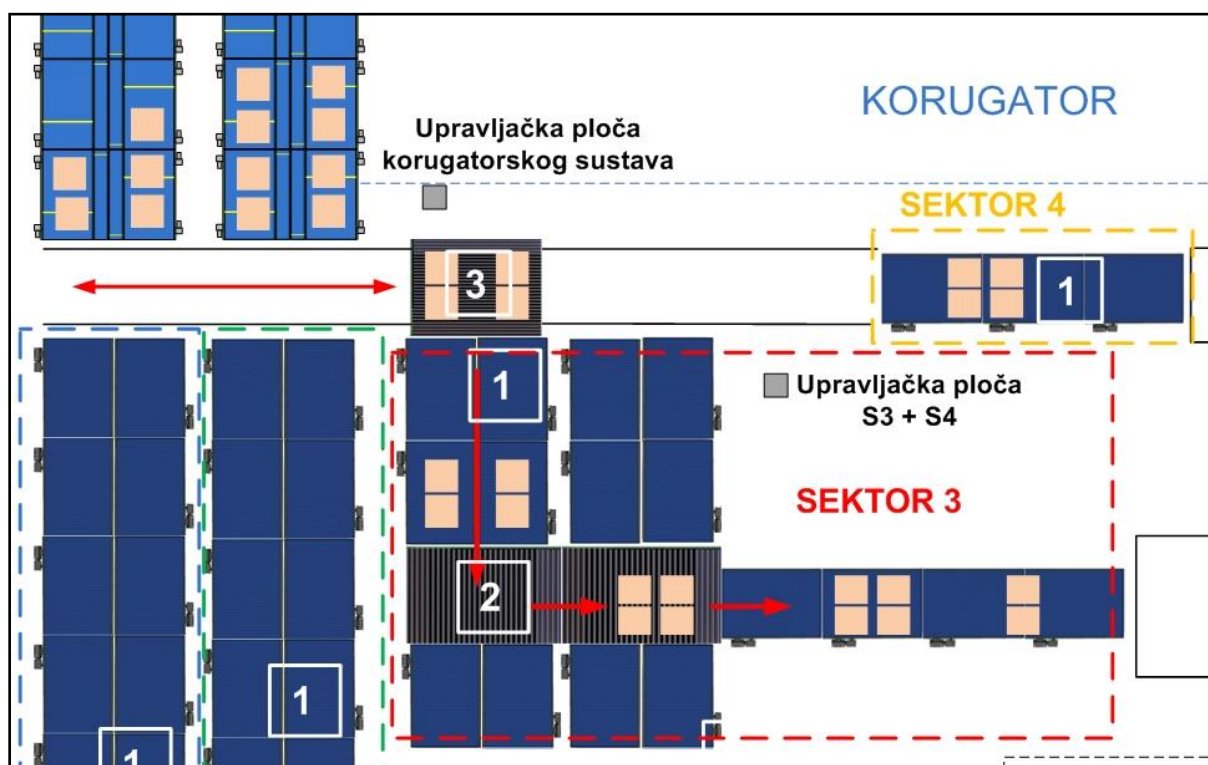 KORUGATOR
Upravljačka ploča
korugatorskog sustava
SEKTOR 4
3
1
1
Upravljačka ploča
S3 + S4
SEKTOR 3
2
1
1